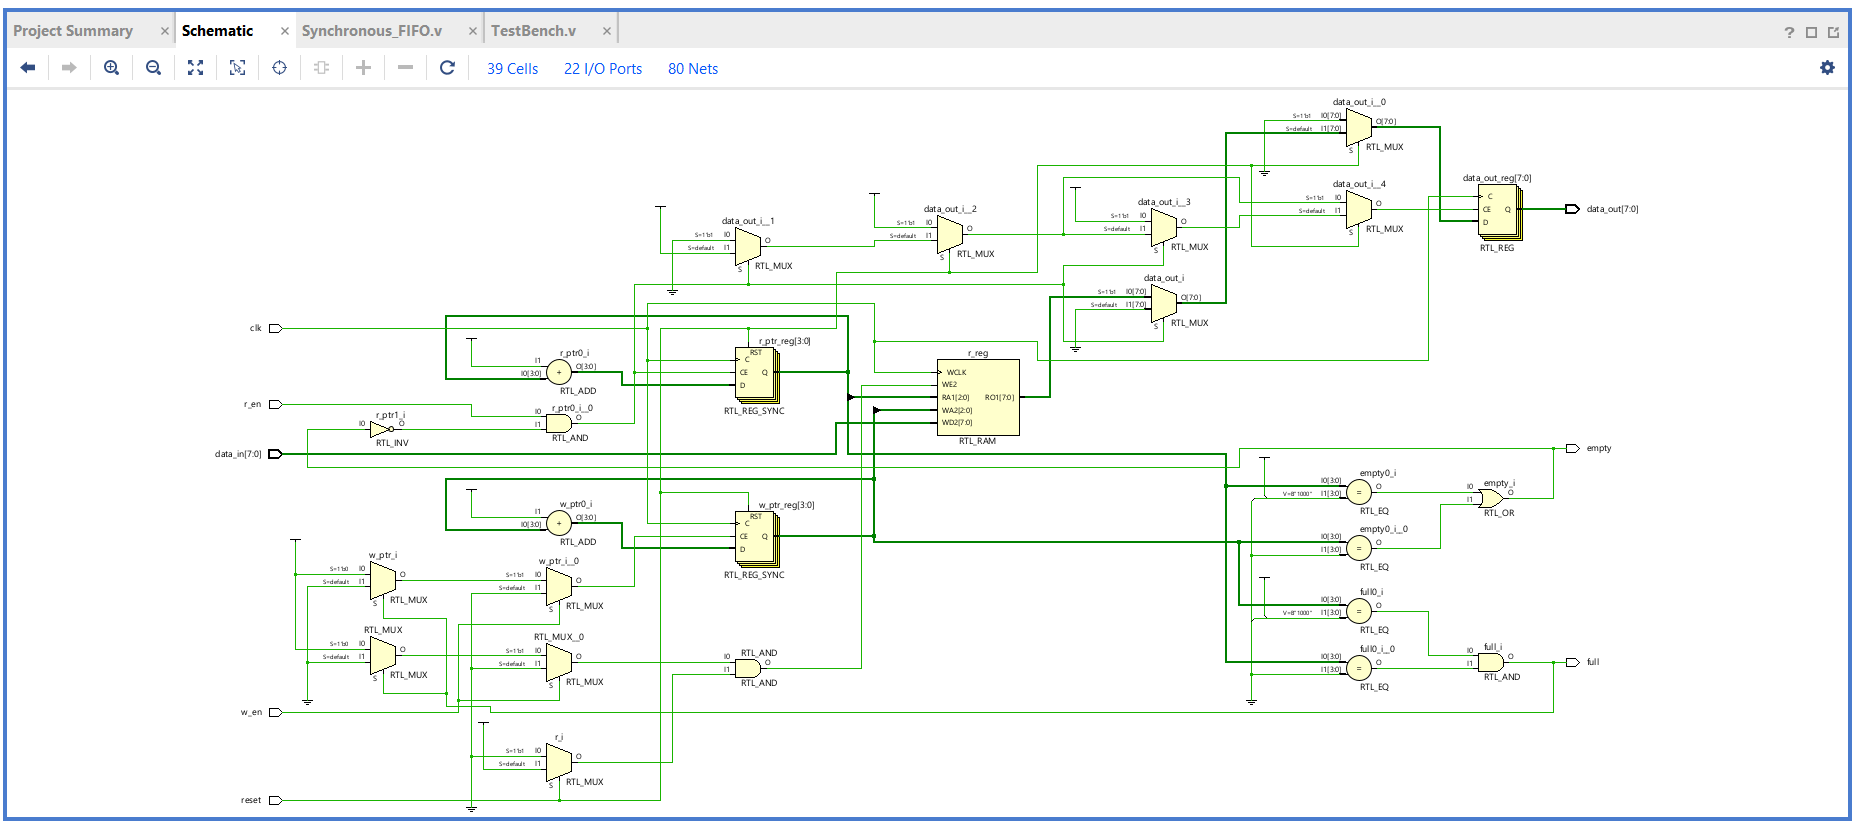 Project Summary × Schematic × Synchronous_FIFO.v × TestBench.v ×
39 Cells 22 I/O Ports 80 Nets
data_out_i__0
S=1'b1 I0[7:0] O[7:0]
S=default I1[7:0]
S RTL_MUX
data_out_i__4
S=1'b1 I0 O
S=default I1
S RTL_MUX
data_out_reg[7:0]
C
CE Q
D
RTL_REG
data_out[7:0]
data_out_i__3
S=1'b1 I0 O
S=default I1
S RTL_MUX
data_out_i__2
S=1'b1 I0 O
S=default I1
S RTL_MUX
data_out_i__1
S=1'b1 I0 O
S=default I1
S RTL_MUX
data_out_i
S=1'b1 I0[7:0] O[7:0]
S=default I1[7:0]
S RTL_MUX
clk
r_ptr0_i
I1 O[3:0]
I0[3:0] +
RTL_ADD
r_ptr_reg[3:0]
RST
C
CE Q
D
RTL_REG_SYNC
r_reg
WCLK
WE2
RA1[2:0] RO1[7:0]
WA2[2:0]
WD2[7:0]
RTL_RAM
r_en
r_ptr0_i__0
I0 O
I1
RTL_AND
r_ptr1_i
I0 O
RTL_INV
data_in[7:0]
empty
empty0_i
I0[3:0] O
V=B"1000" I1[3:0] =
RTL_EQ
empty_i
I0 O
I1
RTL_OR
empty0_i__0
I0[3:0] O
I1[3:0] =
RTL_EQ
w_ptr0_i
I1 O[3:0]
I0[3:0] +
RTL_ADD
w_ptr_reg[3:0]
RST
C
CE Q
D
RTL_REG_SYNC
w_ptr_i
S=1'b0 I0 O
S=default I1
S RTL_MUX
w_ptr_i__0
S=1'b1 I0 O
S=default I1
S RTL_MUX
full0_i
I0[3:0] O
V=B"1000" I1[3:0] =
RTL_EQ
RTL_MUX
S=1'b0 I0 O
S=default I1
S RTL_MUX
RTL_MUX__0
S=1'b1 I0 O
S=default I1
S RTL_MUX
RTL_AND
I0 O
I1
RTL_AND
full0_i__0
I0[3:0] O
I1[3:0] =
RTL_EQ
full_i
I0 O
I1
RTL_AND
full
w_en
r_i
S=1'b1 I0 O
S=default I1
S RTL_MUX
reset